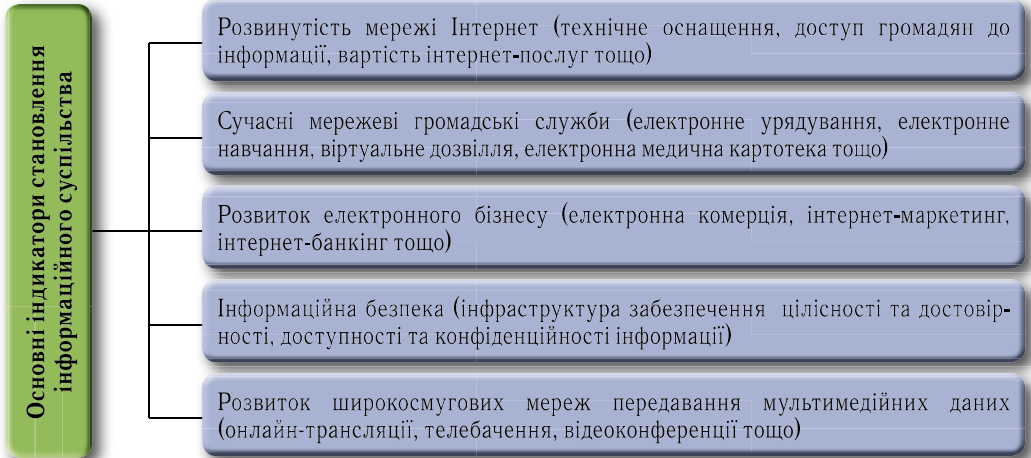 Основні індикатори становлення
інформаційного суспільства
Розвинутість мережі Інтернет (технічне оснащення, доступ громадян до
інформації, вартість інтернет-послуг тощо)
Сучасні мережеві громадські служби (електронне урядування, електронне
навчання, віртуальне дозвілля, електронна медична картотека тощо)
Розвиток електронного бізнесу (електронна комерція, інтернет-маркетинг,
інтернет-банкінг тощо)
Інформаційна безпека (інфраструктура забезпечення цілісності та достовір-
ності, доступності та конфіденційності інформації)
Розвиток широкосмугових мереж передавання мультимедійних даних
(онлайн-трансляції, телебачення, відеоконференції тощо)